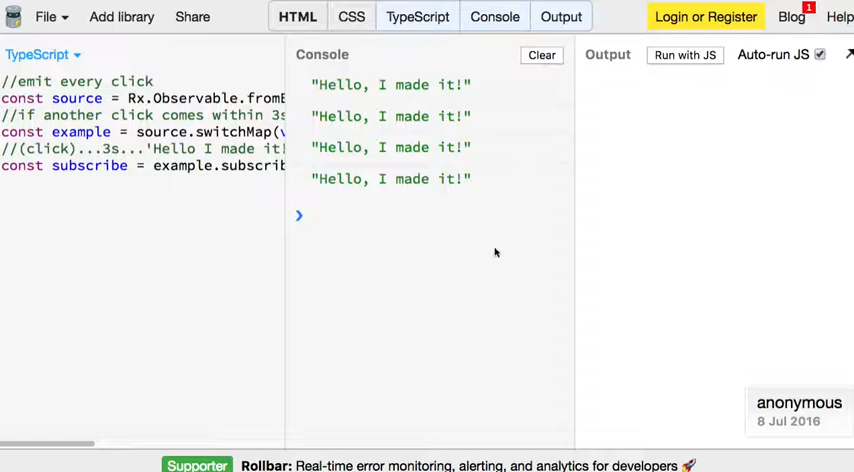 File Add library Share HTML CSS TypeScript Console Output Login or Register Blog 1 Help
TypeScript
//emit every click
const source = Rx.Observable.fromE
//if another click comes within 3s
const example = source.switchMap(v
//(click)...3s...'Hello I made it!
const subscribe = example.subscrib
Console Clear
"Hello, I made it!"
"Hello, I made it!"
"Hello, I made it!"
"Hello, I made it!"
Output Run with JS Auto-run JS
anonymous
8 Jul 2016
Supporter Rollbar: Real-time error monitoring, alerting, and analytics for developers 🚀